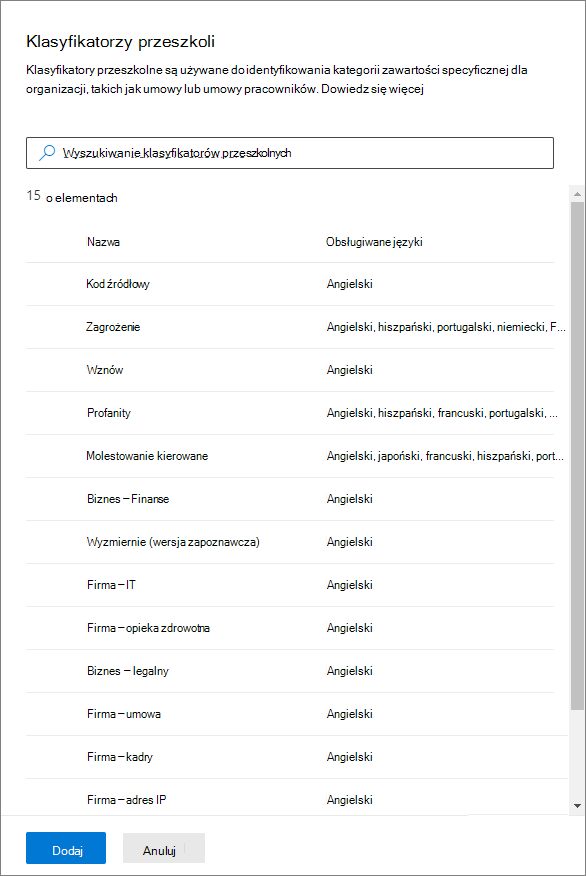 Klasyfikatorzy przeszkoli
Klasyfikatory przeszkolne są używane do identyfikowania kategorii zawartości specyficznej dla
organizacji, takich jak umowy lub umowy pracowników. Dowiedz się więcej
Wyszukiwanie klasyfikatorów przeszkolnych
15 o elementach
Nazwa Obsługiwane języki
Kod źródłowy Angielski
Zagrożenie Angielski, hiszpański, portugalski, niemiecki, F...
Wznów Angielski
Profanity Angielski, hiszpański, francuski, portugalski, ...
Molestowanie kierowane Angielski, japoński, francuski, hiszpański, port...
Biznes – Finanse Angielski
Wyzmiernie (wersja zapoznawcza) Angielski
Firma – IT Angielski
Firma – opieka zdrowotna Angielski
Biznes – legalny Angielski
Firma – umowa Angielski
Firma – kadry Angielski
Firma – adres IP Angielski
Dodaj Anuluj